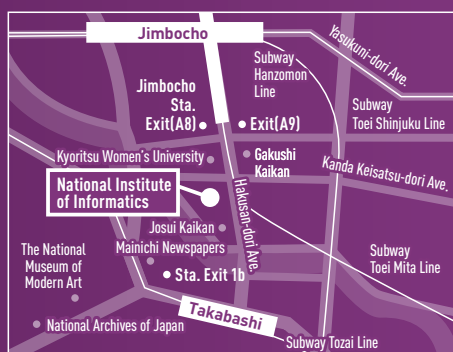 Jimbocho
Yasukuni-dori Ave.
Subway
Hanzomon
Line
Jimbocho
Sta.
Exit(A8)
Exit(A9)
Subway
Toei Shinjuku Line
Kyoritsu Women's University
Gakushi
Kaikan
Kanda Keisatsu-dori Ave.
National Institute
of Informatics
Hakusan-dori Ave.
Josui Kaikan
Mainichi Newspapers
The National
Museum of
Modern Art
Sta. Exit 1b
Subway
Toei Mita Line
Takabashi
National Archives of Japan
Subway Tozai Line